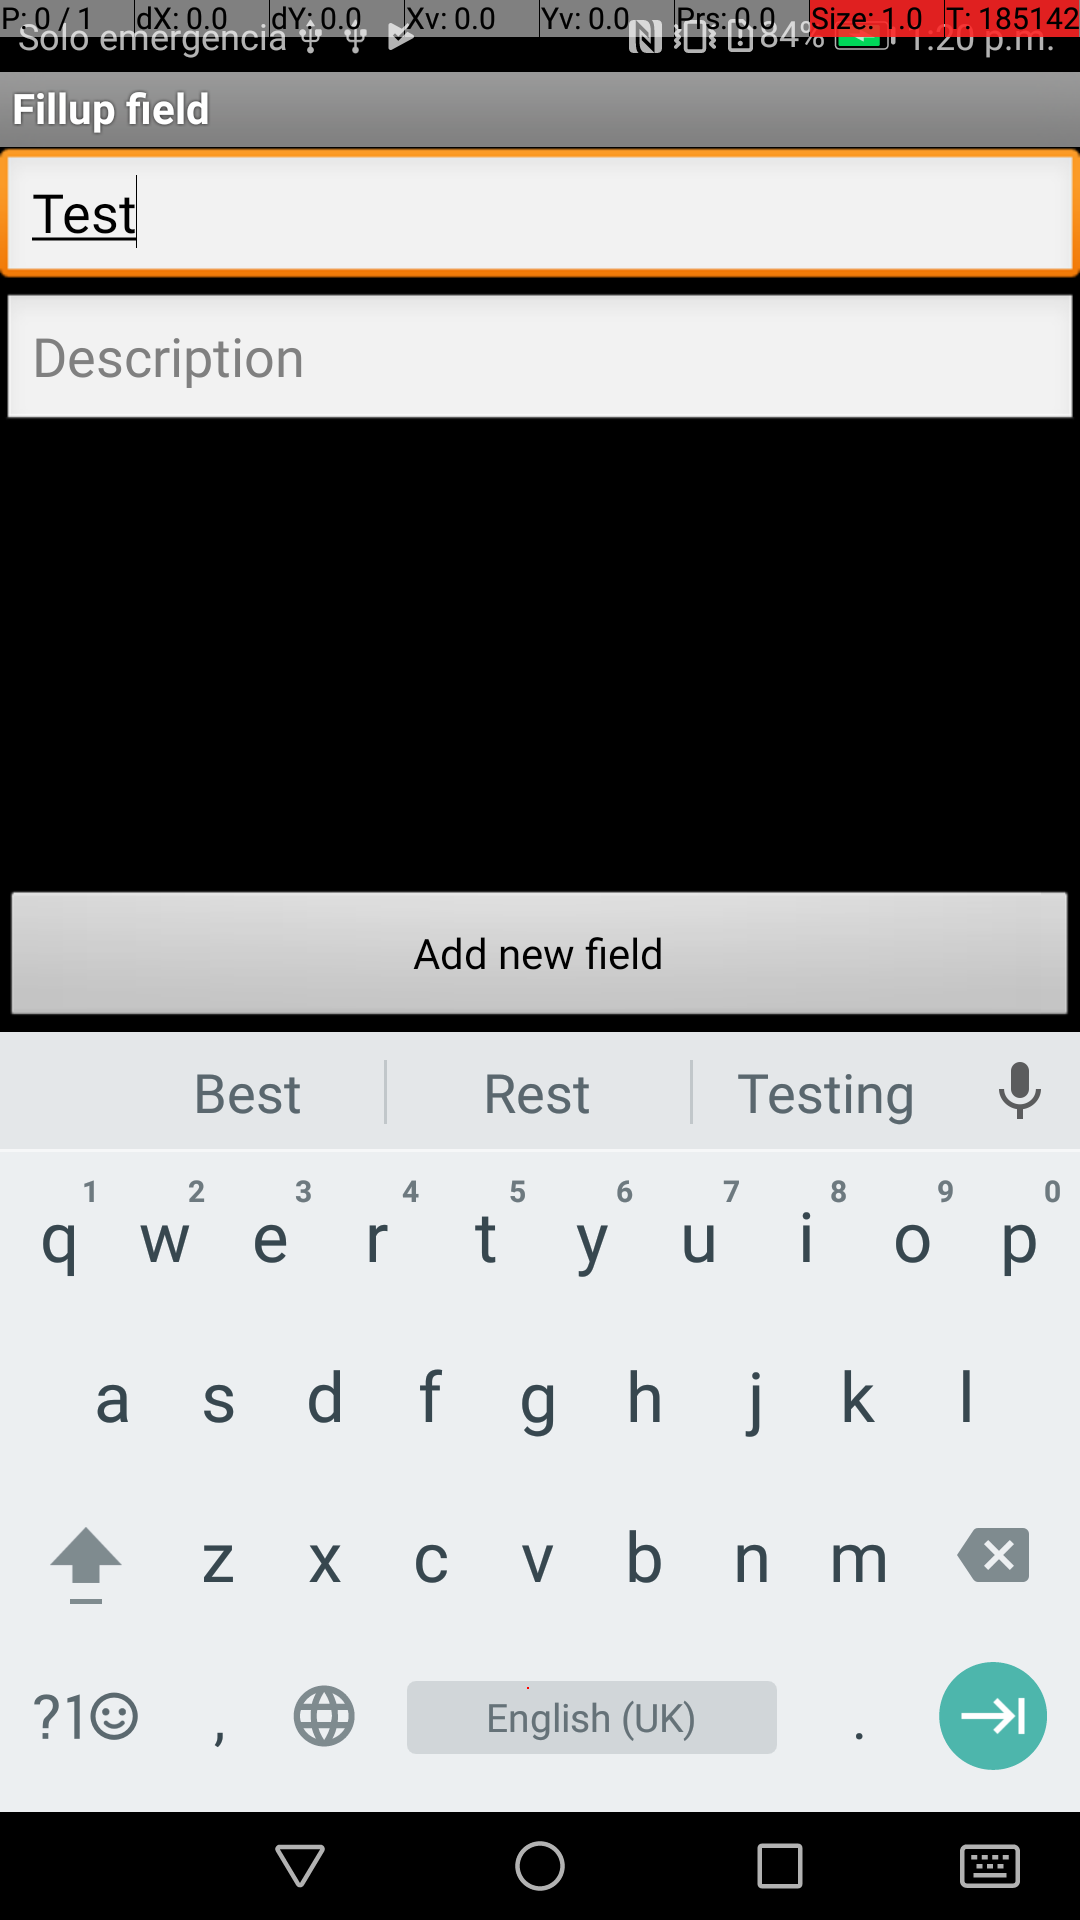 P: 0 / 1 dX: 0.0 dY: 0.0 Xv: 0.0 Yv: 0.0 Prs: 0.0 Size: 1.0 T: 185142
Solo emergencia 84% 1:20 p.m.
Fillup field
Test
Description
Add new field
Best Rest Testing
1 2 3 4 5 6 7 8 9 0
q w e r t y u i o p
a s d f g h j k l
z x c v b n m
?1☺ , English (UK) .